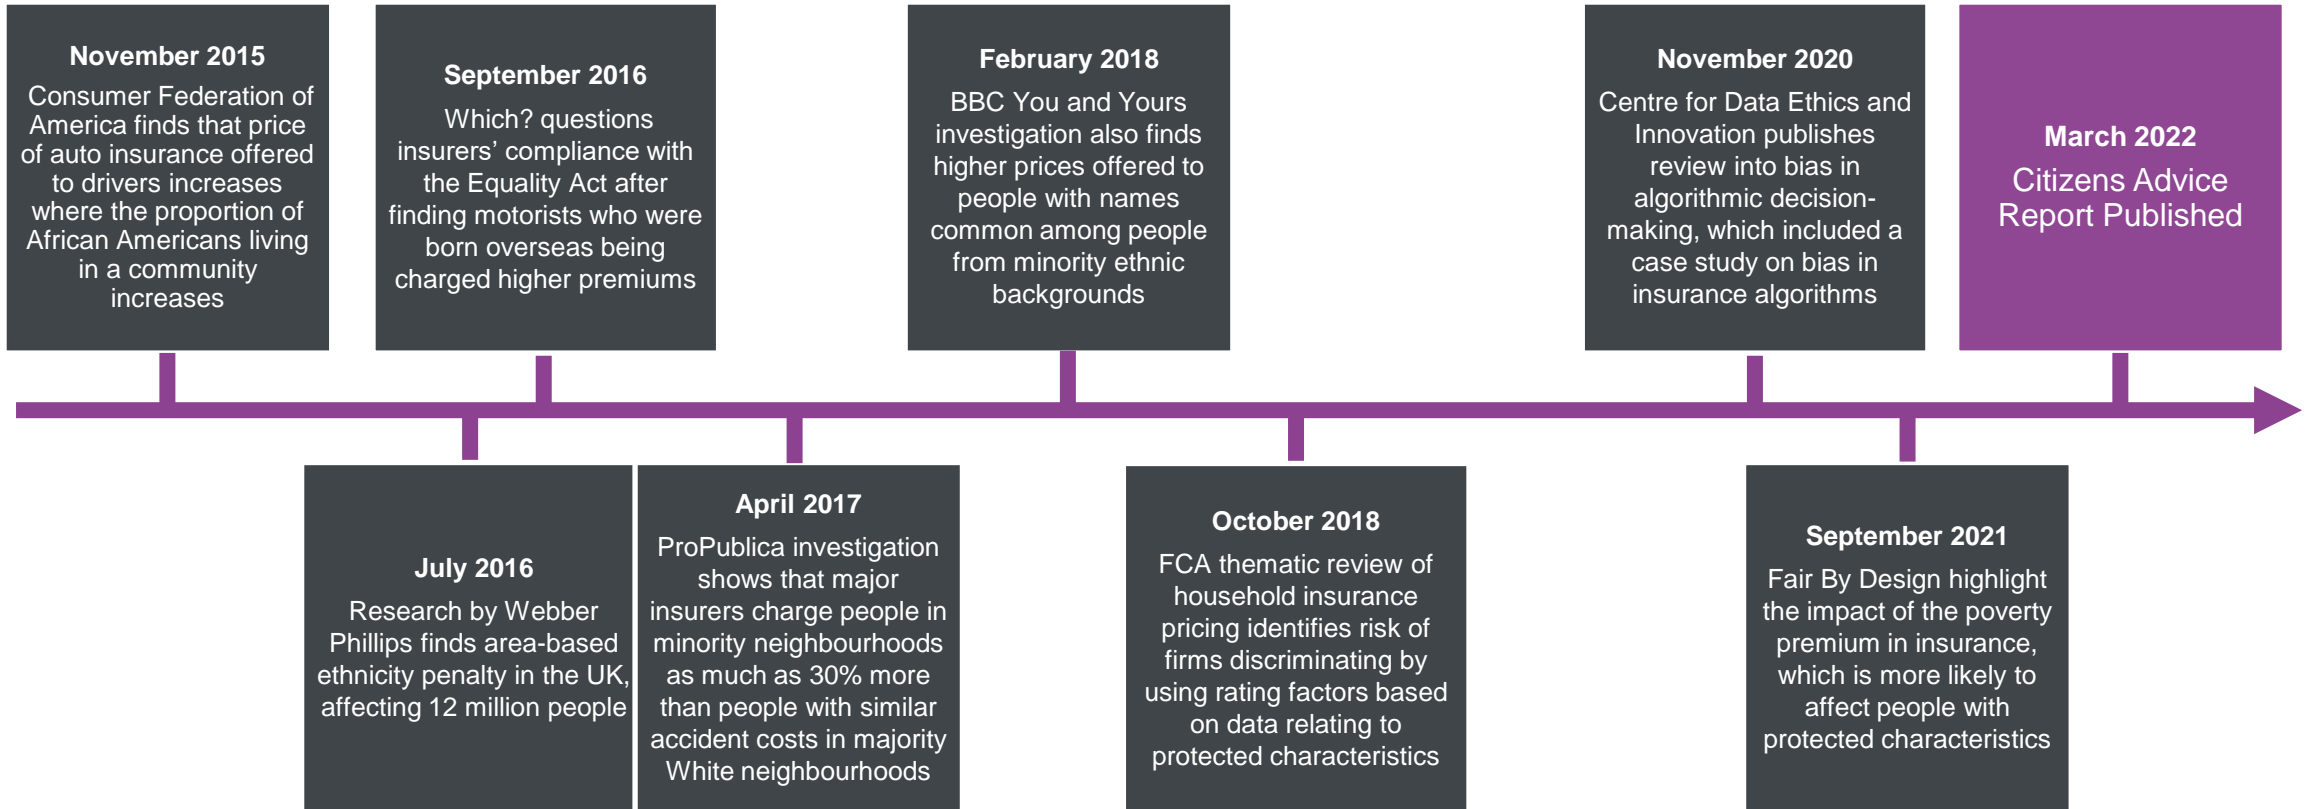 November 2015
Consumer Federation of
America finds that price
of auto insurance offered
to drivers increases
where the proportion of
African Americans living
in a community
increases
September 2016
Which? questions
insurers’ compliance with
the Equality Act after
finding motorists who were
born overseas being
charged higher premiums
February 2018
BBC You and Yours
investigation also finds
higher prices offered to
people with names
common among people
from minority ethnic
backgrounds
November 2020
Centre for Data Ethics and
Innovation publishes
review into bias in
algorithmic decision-
making, which included a
case study on bias in
insurance algorithms
March 2022
Citizens Advice
Report Published
July 2016
Research by Webber
Phillips finds area-based
ethnicity penalty in the UK,
affecting 12 million people
April 2017
ProPublica investigation
shows that major
insurers charge people in
minority neighbourhoods
as much as 30% more
than people with similar
accident costs in majority
White neighbourhoods
October 2018
FCA thematic review of
household insurance
pricing identifies risk of
firms discriminating by
using rating factors based
on data relating to
protected characteristics
September 2021
Fair By Design highlight
the impact of the poverty
premium in insurance,
which is more likely to
affect people with
protected characteristics